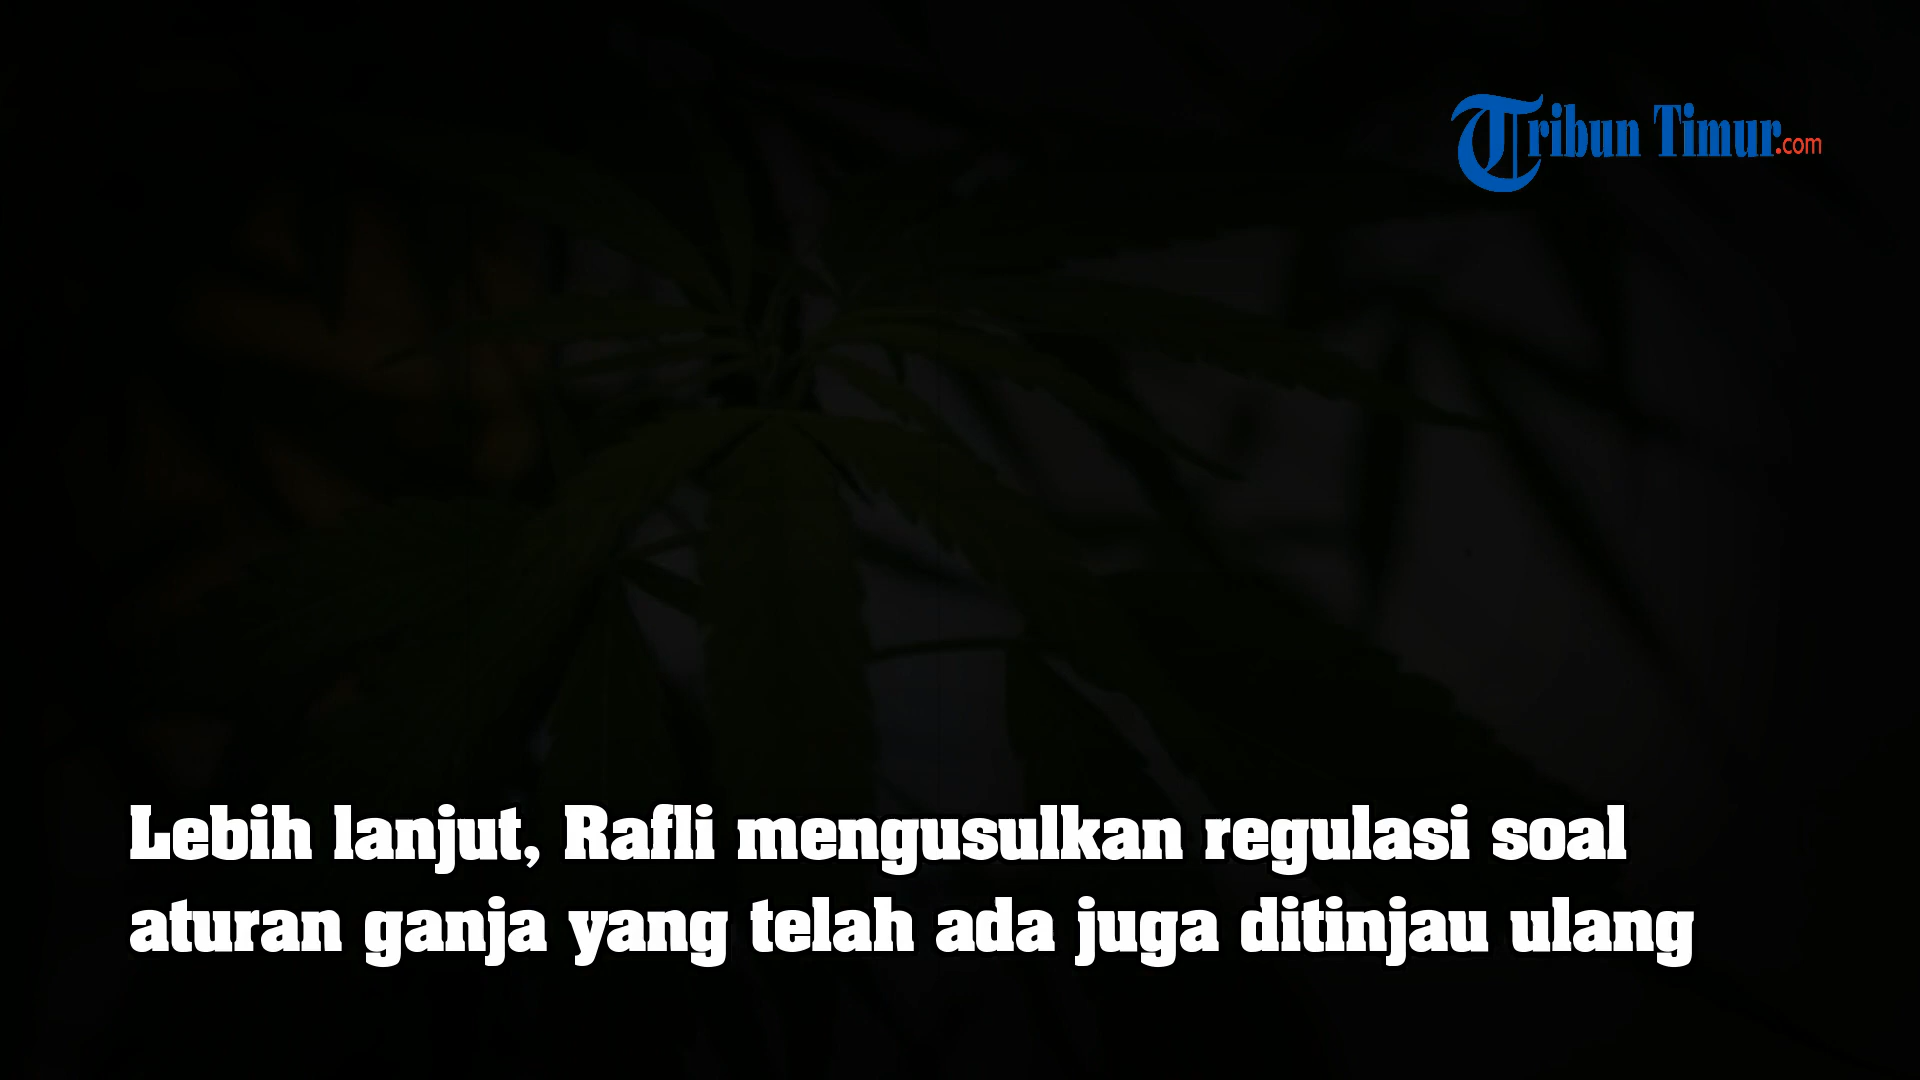 Tribun Timur.com
Lebih lanjut, Rafli mengusulkan regulasi soal
aturan ganja yang telah ada juga ditinjau ulang